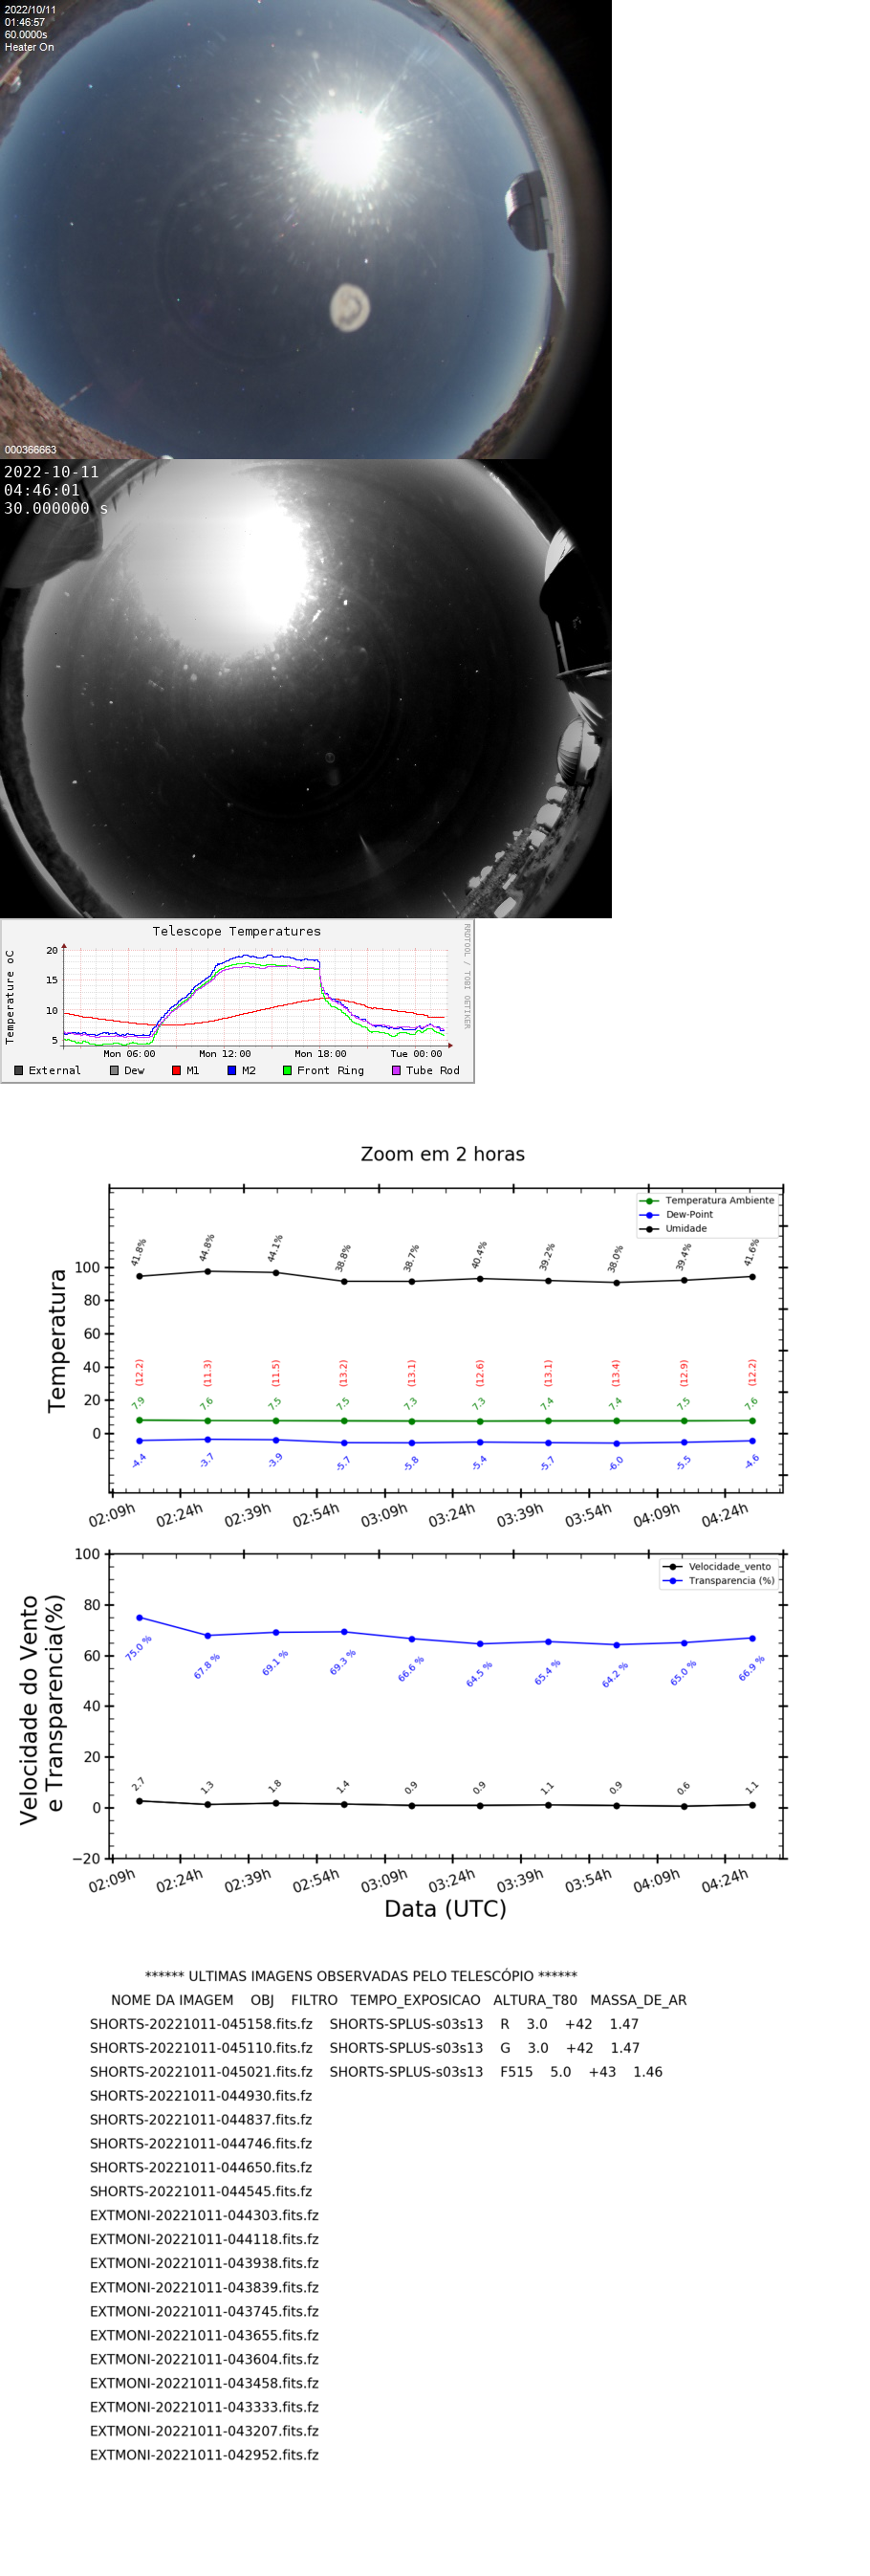 2022/10/11
01:46:57
60.0000s
Heater On
000366663
2022-10-11
04:46:01
30.000000 s
Telescope Temperatures
RRDTOOL / TOBI OETIKER
Temperature oC
20
15
10
5
Mon 06:00 Mon 12:00 Mon 18:00 Tue 00:00
External Dew M1 M2 Front Ring Tube Rod
Zoom em 2 horas
Temperatura Ambiente
Dew-Point
Umidade
Temperatura
100
80
60
40
20
0
41.8% 44.8% 44.1% 38.8% 38.7% 40.4% 39.2% 38.0% 39.4% 41.6%
(12.2) (11.3) (11.5) (13.2) (13.1) (12.6) (13.1) (13.4) (12.9) (12.2)
7.9 7.6 7.5 7.5 7.3 7.3 7.4 7.4 7.5 7.6
-4.4 -3.7 -3.9 -5.7 -5.8 -5.4 -5.7 -6.0 -5.5 -4.6
02:09h 02:24h 02:39h 02:54h 03:09h 03:24h 03:39h 03:54h 04:09h 04:24h
Velocidade_vento
Transparencia (%)
Velocidade do Vento
e Transparencia(%)
100
80
60
40
20
0
−20
75.0 % 67.8 % 69.1 % 69.3 % 66.6 % 64.5 % 65.4 % 64.2 % 65.0 % 66.9 %
2.7 1.3 1.8 1.4 0.9 0.9 1.1 0.9 0.6 1.1
02:09h 02:24h 02:39h 02:54h 03:09h 03:24h 03:39h 03:54h 04:09h 04:24h
Data (UTC)
****** ULTIMAS IMAGENS OBSERVADAS PELO TELESCÓPIO ******
NOME DA IMAGEM OBJ FILTRO TEMPO_EXPOSICAO ALTURA_T80 MASSA_DE_AR
SHORTS-20221011-045158.fits.fz SHORTS-SPLUS-s03s13 R 3.0 +42 1.47
SHORTS-20221011-045110.fits.fz SHORTS-SPLUS-s03s13 G 3.0 +42 1.47
SHORTS-20221011-045021.fits.fz SHORTS-SPLUS-s03s13 F515 5.0 +43 1.46
SHORTS-20221011-044930.fits.fz
SHORTS-20221011-044837.fits.fz
SHORTS-20221011-044746.fits.fz
SHORTS-20221011-044650.fits.fz
SHORTS-20221011-044545.fits.fz
EXTMONI-20221011-044303.fits.fz
EXTMONI-20221011-044118.fits.fz
EXTMONI-20221011-043938.fits.fz
EXTMONI-20221011-043839.fits.fz
EXTMONI-20221011-043745.fits.fz
EXTMONI-20221011-043655.fits.fz
EXTMONI-20221011-043604.fits.fz
EXTMONI-20221011-043458.fits.fz
EXTMONI-20221011-043333.fits.fz
EXTMONI-20221011-043207.fits.fz
EXTMONI-20221011-042952.fits.fz